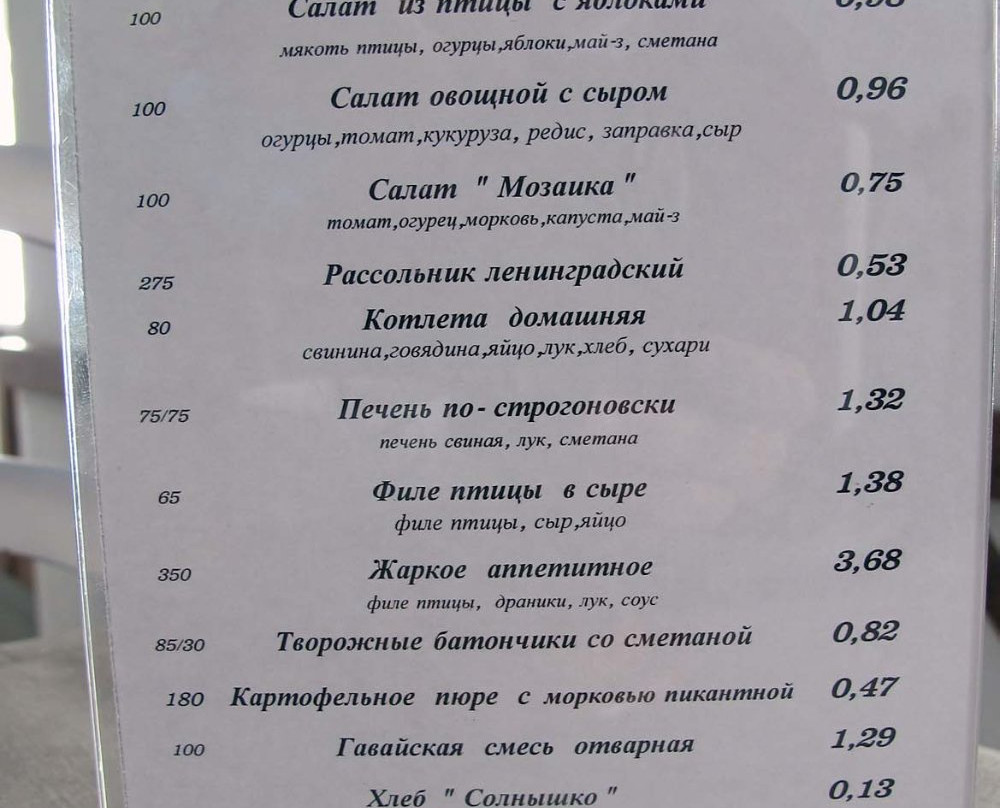 100 Салат из птицы с яблоками
мякоть птицы, огурцы,яблоки,май-з, сметана
100 Салат овощной с сыром 0,96
огурцы,томат,кукуруза, редис, заправка,сыр
100 Салат " Мозаика " 0,75
томат,огурец,морковь,капуста,май-з
275 Рассольник ленинградский 0,53
80 Котлета домашняя 1,04
свинина,говядина,яйцо,лук,хлеб, сухари
75/75 Печень по- строгоновски 1,32
печень свиная, лук, сметана
65 Филе птицы в сыре 1,38
филе птицы, сыр,яйцо
350 Жаркое аппетитное 3,68
филе птицы, драники, лук, соус
85/30 Творожные батончики со сметаной 0,82
180 Картофельное пюре с морковью пикантной 0,47
100 Гавайская смесь отварная 1,29
Хлеб " Солнышко " 0,13